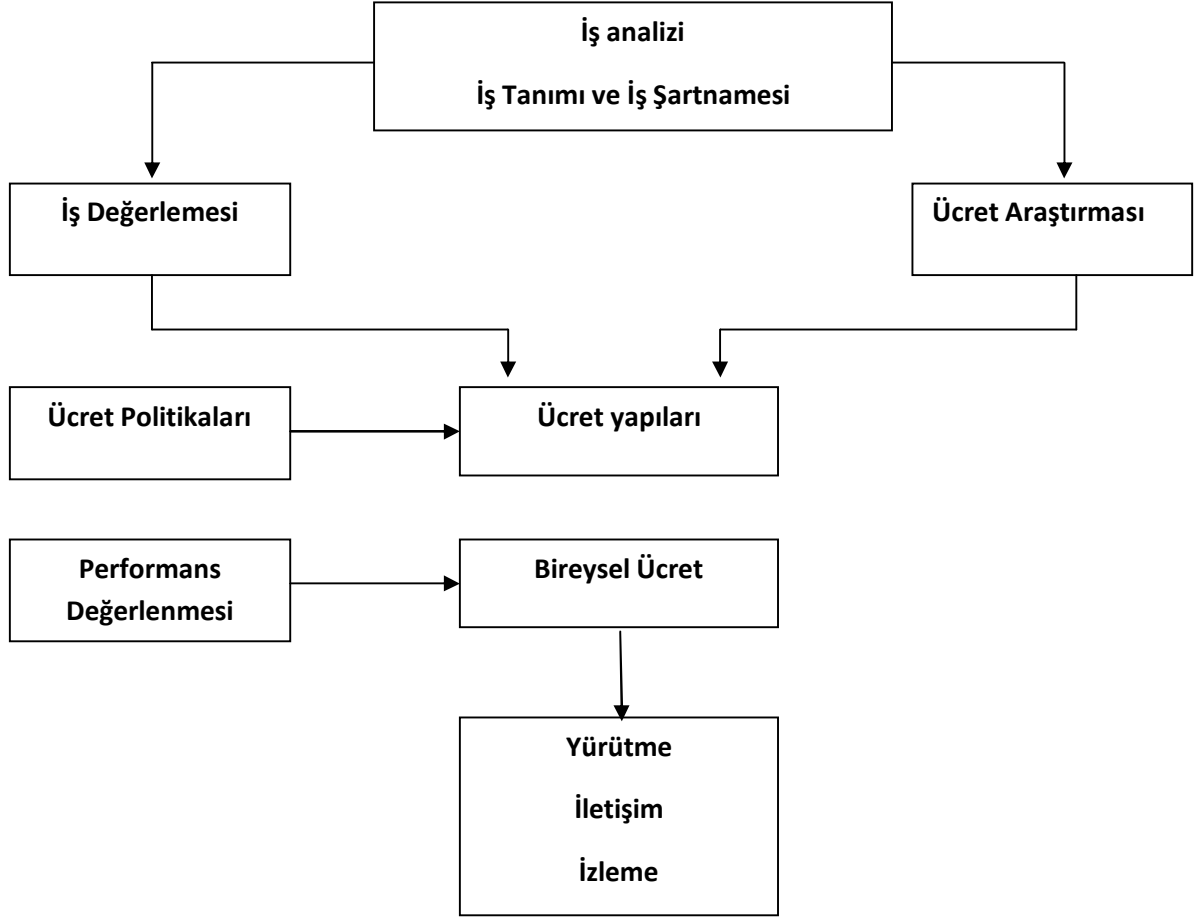 İş analizi
İş Tanımı ve İş Şartnamesi
İş Değerlemesi
Ücret Araştırması
Ücret Politikaları
Ücret yapıları
Performans
Değerlenmesi
Bireysel Ücret
Yürütme
İletişim
İzleme